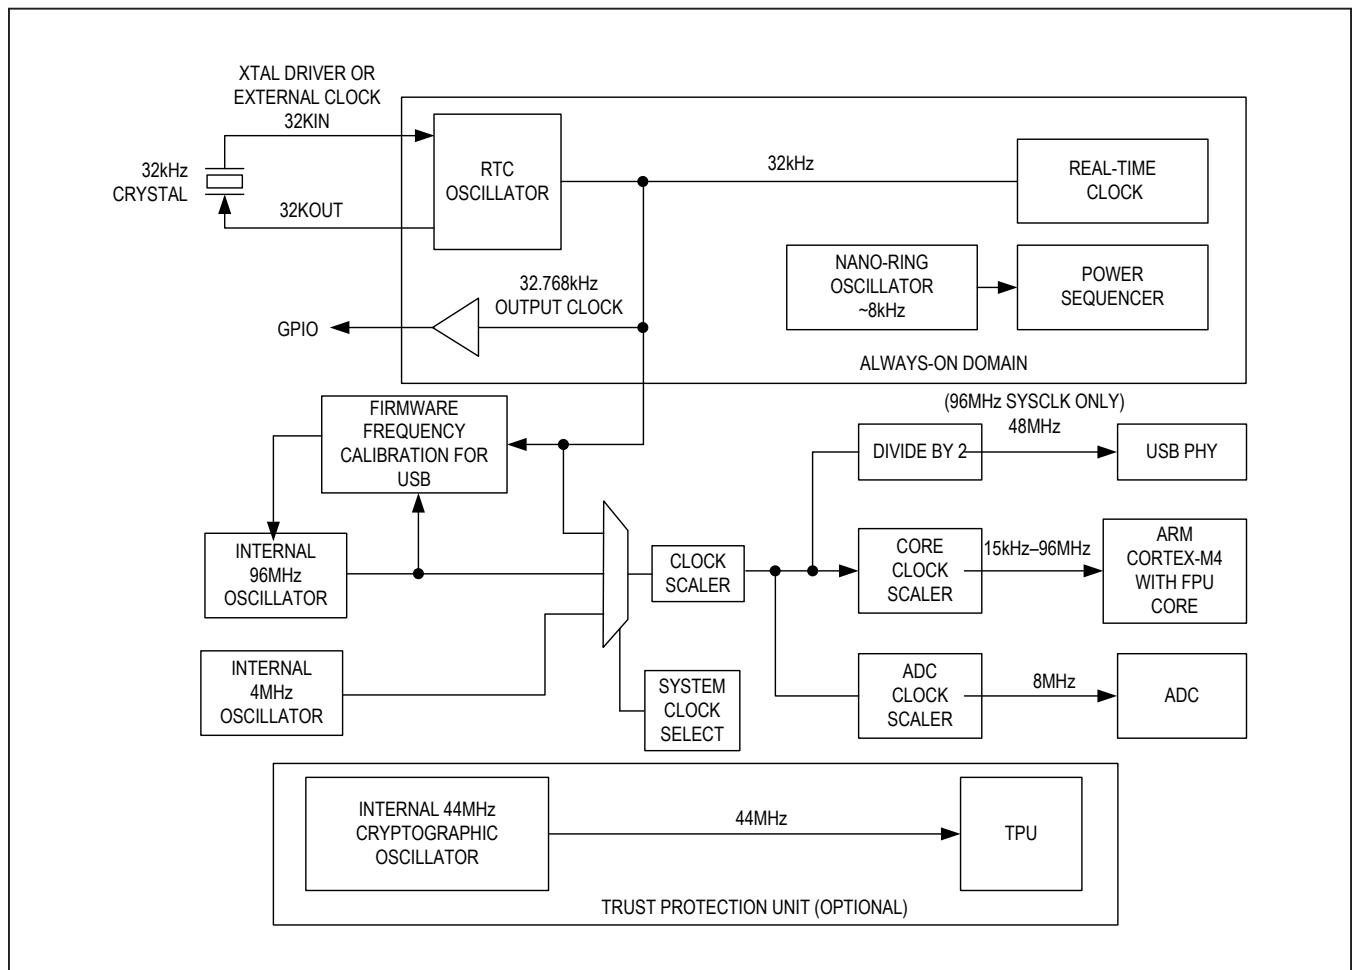 XTAL DRIVER OR
EXTERNAL CLOCK
32KIN
32kHz
CRYSTAL
32KOUT
RTC
OSCILLATOR
32kHz
REAL-TIME
CLOCK
NANO-RING
OSCILLATOR
~8kHz
POWER
SEQUENCER
32.768kHz
OUTPUT CLOCK
GPIO
ALWAYS-ON DOMAIN
FIRMWARE
FREQUENCY
CALIBRATION FOR
USB
(96MHz SYSCLK ONLY)
48MHz
DIVIDE BY 2
USB PHY
INTERNAL
96MHz
OSCILLATOR
CLOCK
SCALER
CORE
CLOCK
SCALER
15kHz–96MHz
ARM
CORTEX-M4
WITH FPU
CORE
INTERNAL
4MHz
OSCILLATOR
SYSTEM
CLOCK
SELECT
ADC
CLOCK
SCALER
8MHz
ADC
INTERNAL 44MHz
CRYPTOGRAPHIC
OSCILLATOR
44MHz
TPU
TRUST PROTECTION UNIT (OPTIONAL)